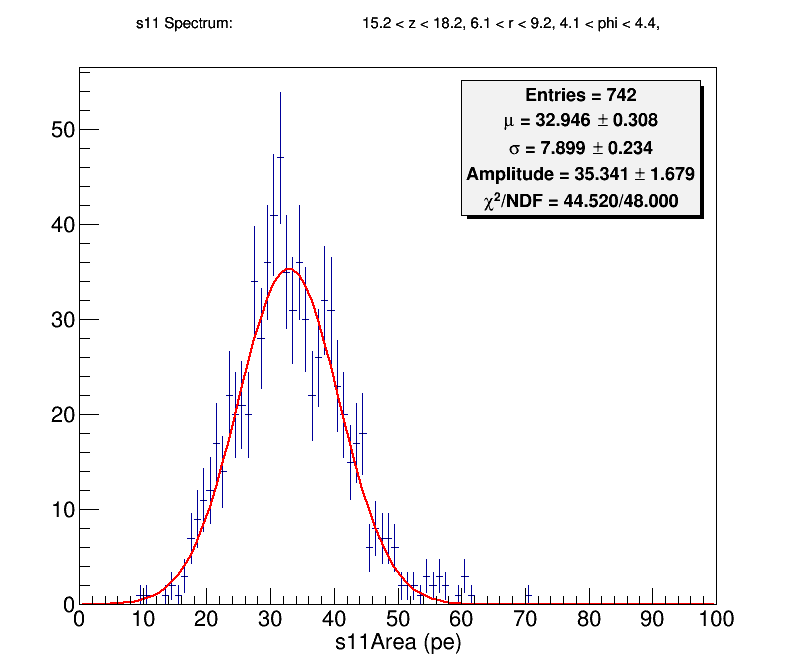 s11 Spectrum: 15.2 < z < 18.2, 6.1 < r < 9.2, 4.1 < phi < 4.4,
Entries = 742
μ = 32.946 ± 0.308
σ = 7.899 ± 0.234
Amplitude = 35.341 ± 1.679
χ²/NDF = 44.520/48.000
50
40
30
20
10
0
0 10 20 30 40 50 60 70 80 90 100
s11Area (pe)